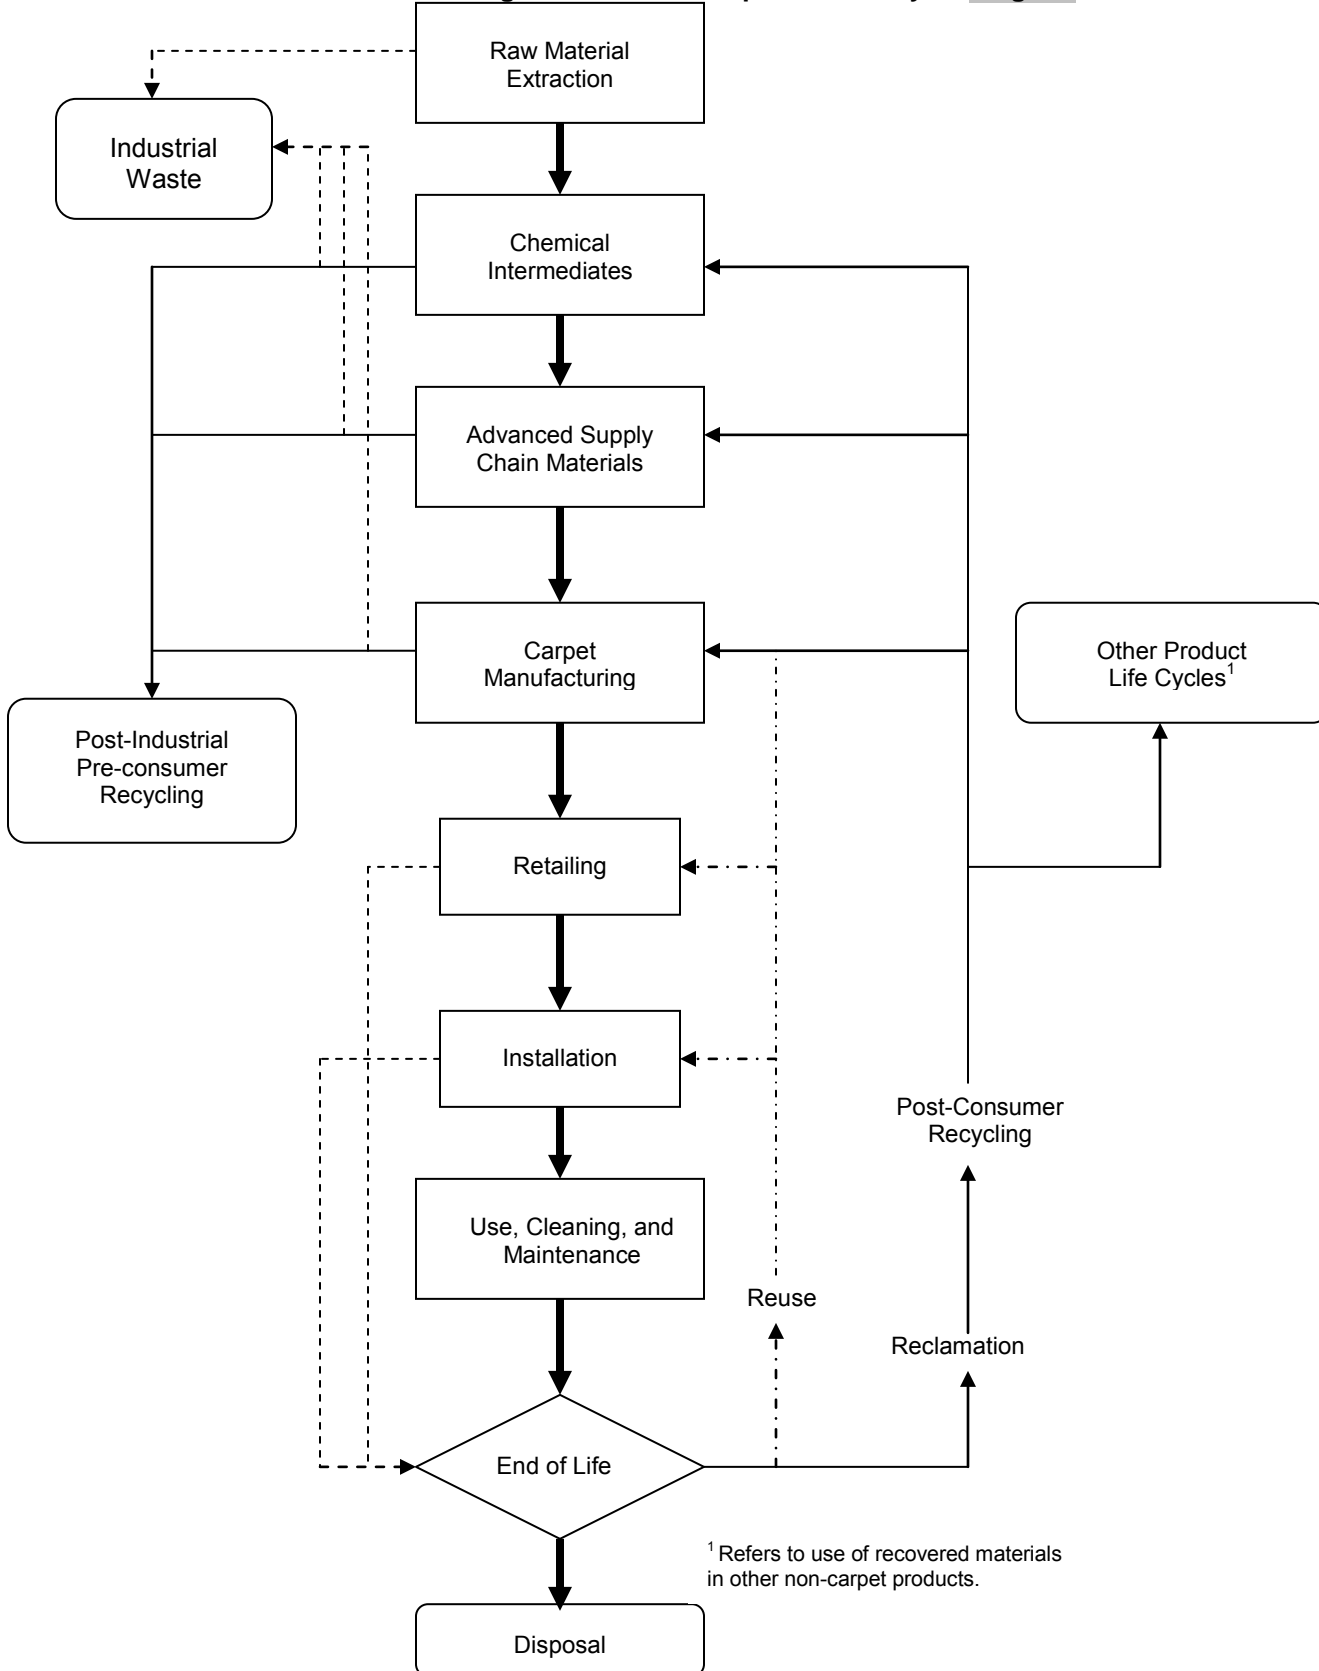 Raw Material
Extraction
Industrial
Waste
Chemical
Intermediates
Advanced Supply
Chain Materials
Carpet
Manufacturing
Other Product
Life Cycles1
Post-Industrial
Pre-consumer
Recycling
Retailing
Installation
Post-Consumer
Recycling
Use, Cleaning, and
Maintenance
Reuse
Reclamation
End of Life
1 Refers to use of recovered materials
in other non-carpet products.
Disposal